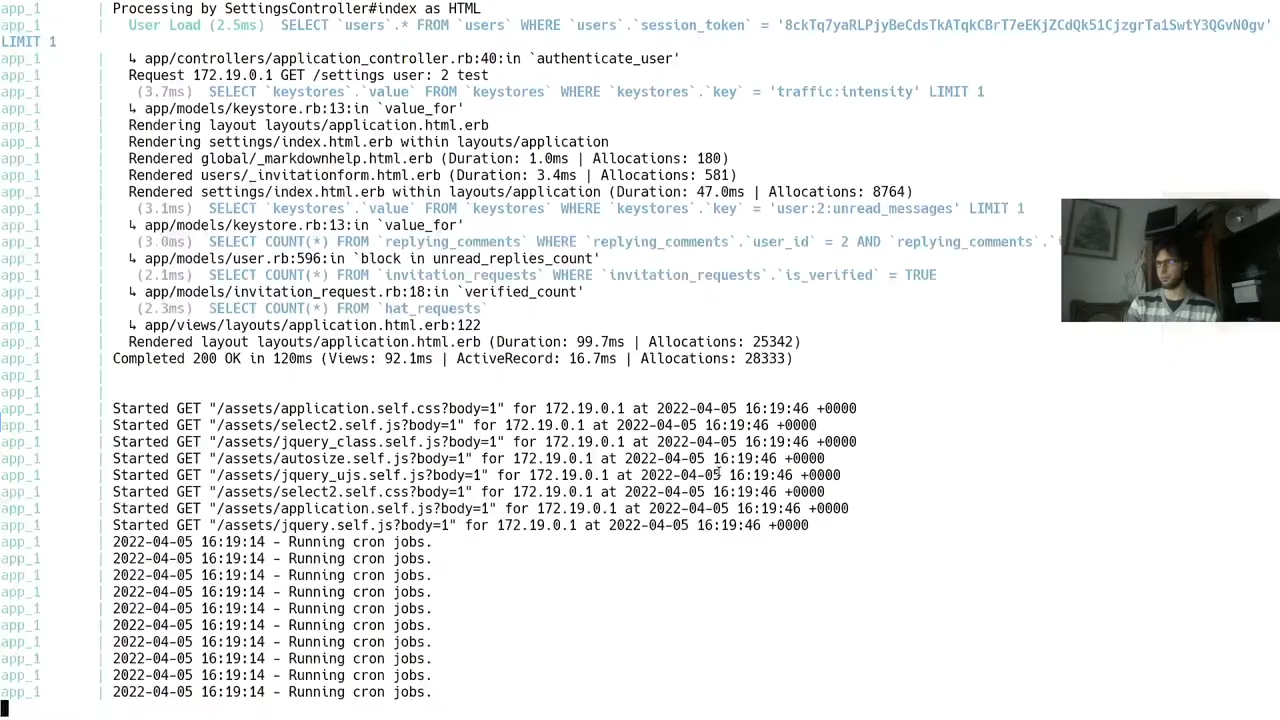 app_1 | Processing by SettingsController#index as HTML
app_1 | User Load (2.5ms) SELECT `users`.* FROM `users` WHERE `users`.`session_token` = '8ckTq7yaRLPjyBeCdsTkATqkCBrT7eEKjZCdQk51CjzgrTa1SwtY3QGvN0gv'
LIMIT 1
app_1 | ↳ app/controllers/application_controller.rb:40:in `authenticate_user'
app_1 | Request 172.19.0.1 GET /settings user: 2 test
app_1 | (3.7ms) SELECT `keystores`.`value` FROM `keystores` WHERE `keystores`.`key` = 'traffic:intensity' LIMIT 1
app_1 | ↳ app/models/keystore.rb:13:in `value_for'
app_1 | Rendering layout layouts/application.html.erb
app_1 | Rendering settings/index.html.erb within layouts/application
app_1 | Rendered global/_markdownhelp.html.erb (Duration: 1.0ms | Allocations: 180)
app_1 | Rendered users/_invitationform.html.erb (Duration: 3.4ms | Allocations: 581)
app_1 | Rendered settings/index.html.erb within layouts/application (Duration: 47.0ms | Allocations: 8764)
app_1 | (3.1ms) SELECT `keystores`.`value` FROM `keystores` WHERE `keystores`.`key` = 'user:2:unread_messages' LIMIT 1
app_1 | ↳ app/models/keystore.rb:13:in `value_for'
app_1 | (3.0ms) SELECT COUNT(*) FROM `replying_comments` WHERE `replying_comments`.`user_id` = 2 AND `replying_comments`.`
app_1 | ↳ app/models/user.rb:596:in `block in unread_replies_count'
app_1 | (2.1ms) SELECT COUNT(*) FROM `invitation_requests` WHERE `invitation_requests`.`is_verified` = TRUE
app_1 | ↳ app/models/invitation_request.rb:18:in `verified_count'
app_1 | (2.3ms) SELECT COUNT(*) FROM `hat_requests`
app_1 | ↳ app/views/layouts/application.html.erb:122
app_1 | Rendered layout layouts/application.html.erb (Duration: 99.7ms | Allocations: 25342)
app_1 | Completed 200 OK in 120ms (Views: 92.1ms | ActiveRecord: 16.7ms | Allocations: 28333)
app_1 |
app_1 |
app_1 | Started GET "/assets/application.self.css?body=1" for 172.19.0.1 at 2022-04-05 16:19:46 +0000
app_1 | Started GET "/assets/select2.self.js?body=1" for 172.19.0.1 at 2022-04-05 16:19:46 +0000
app_1 | Started GET "/assets/jquery_class.self.js?body=1" for 172.19.0.1 at 2022-04-05 16:19:46 +0000
app_1 | Started GET "/assets/autosize.self.js?body=1" for 172.19.0.1 at 2022-04-05 16:19:46 +0000
app_1 | Started GET "/assets/jquery_ujs.self.js?body=1" for 172.19.0.1 at 2022-04-05 16:19:46 +0000
app_1 | Started GET "/assets/select2.self.css?body=1" for 172.19.0.1 at 2022-04-05 16:19:46 +0000
app_1 | Started GET "/assets/application.self.js?body=1" for 172.19.0.1 at 2022-04-05 16:19:46 +0000
app_1 | Started GET "/assets/jquery.self.js?body=1" for 172.19.0.1 at 2022-04-05 16:19:46 +0000
app_1 | 2022-04-05 16:19:14 - Running cron jobs.
app_1 | 2022-04-05 16:19:14 - Running cron jobs.
app_1 | 2022-04-05 16:19:14 - Running cron jobs.
app_1 | 2022-04-05 16:19:14 - Running cron jobs.
app_1 | 2022-04-05 16:19:14 - Running cron jobs.
app_1 | 2022-04-05 16:19:14 - Running cron jobs.
app_1 | 2022-04-05 16:19:14 - Running cron jobs.
app_1 | 2022-04-05 16:19:14 - Running cron jobs.
app_1 | 2022-04-05 16:19:14 - Running cron jobs.
app_1 | 2022-04-05 16:19:14 - Running cron jobs.